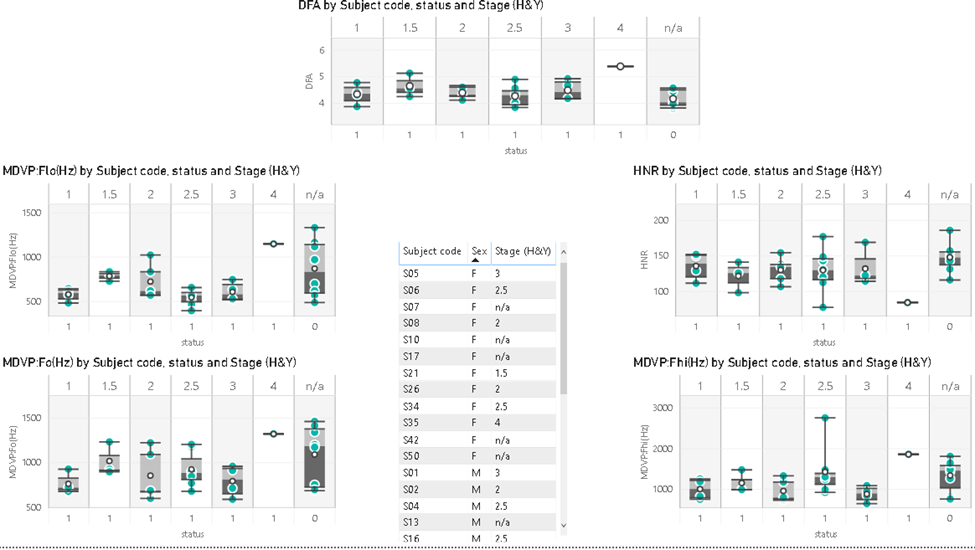 DFA by Subject code, status and Stage (H&Y)
1 1.5 2 2.5 3 4 n/a
6
5
4
DFA
1 1 1 1 1 1 0
status
MDVP:Flo(Hz) by Subject code, status and Stage (H&Y)
1 1.5 2 2.5 3 4 n/a
1500
1000
500
MDVP:Flo(Hz)
1 1 1 1 1 1 0
status
MDVP:Fo(Hz) by Subject code, status and Stage (H&Y)
1 1.5 2 2.5 3 4 n/a
1500
1000
500
MDVP:Fo(Hz)
1 1 1 1 1 1 0
status
Subject code Sex Stage (H&Y)
S05 F 3
S06 F 2.5
S07 F n/a
S08 F 2
S10 F n/a
S17 F n/a
S21 F 1.5
S26 F 2
S34 F 2.5
S35 F 4
S42 F n/a
S50 F n/a
S01 M 3
S02 M 2
S04 M 2.5
S13 M n/a
S16 M 2.5
HNR by Subject code, status and Stage (H&Y)
1 1.5 2 2.5 3 4 n/a
200
150
100
HNR
1 1 1 1 1 1 0
status
MDVP:Fhi(Hz) by Subject code, status and Stage (H&Y)
1 1.5 2 2.5 3 4 n/a
3000
2000
1000
MDVP:Fhi(Hz)
1 1 1 1 1 1 0
status